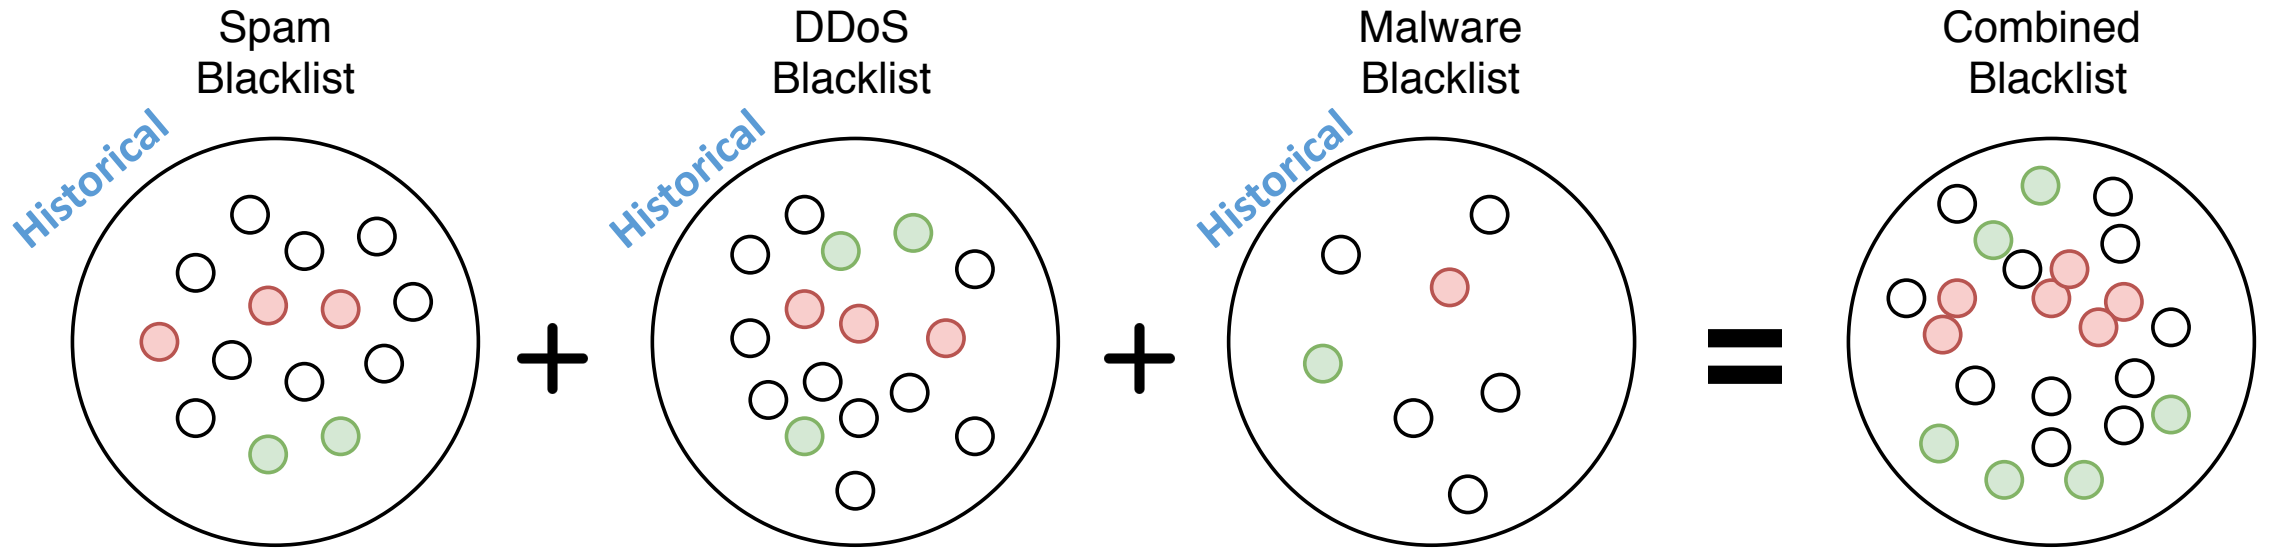 Spam
Blacklist
DDoS
Blacklist
Malware
Blacklist
Combined
Blacklist
Historical
Historical
Historical
+
+
=